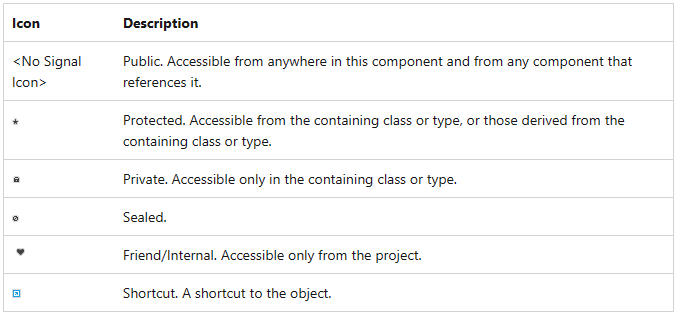 Icon Description
<No Signal Public. Accessible from anywhere in this component and from any component that
Icon> references it.
Protected. Accessible from the containing class or type, or those derived from the
containing class or type.
Private. Accessible only in the containing class or type.
Sealed.
Friend/Internal. Accessible only from the project.
Shortcut. A shortcut to the object.